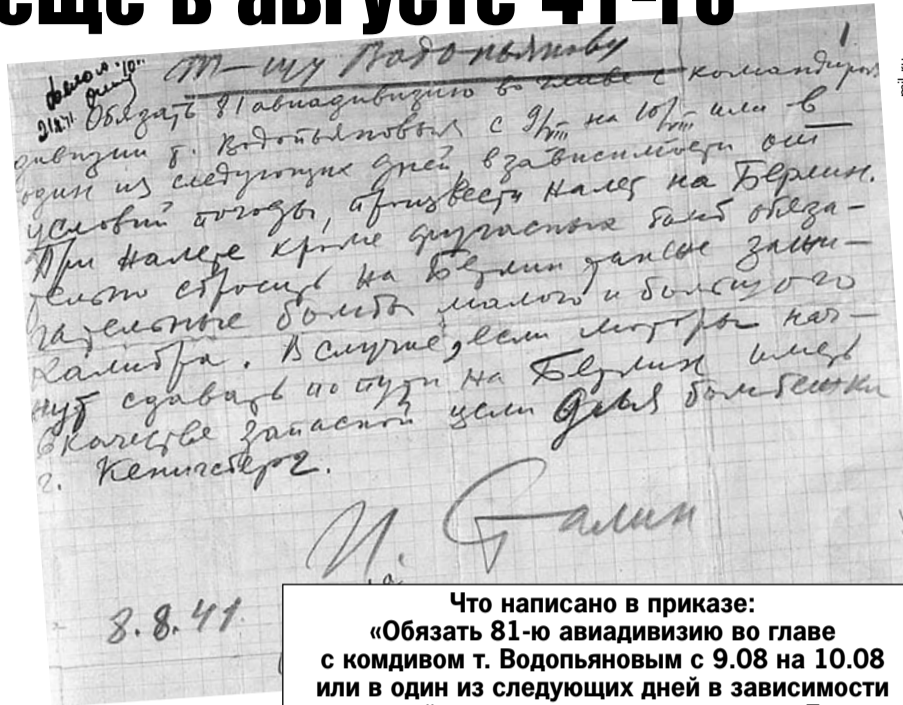 еще в августе 41-го
Т-щу Водопьянову
1
Обязать 81 авиадивизию во главе с командиром
дивизии т. Водопьяновым с 9/VIII на 10/VIII или в
один из следующих дней в зависимости от
условий погоды, произвести налет на Берлин.
При налете кроме фугасных бомб обяза-
тельно сбросить на Берлин также зажи-
гательные бомбы малого и большого
калибра. В случае, если моторы нач-
нут сдавать по пути на Берлин иметь
в качестве запасной цели для бомбежки
г. Кенигсберг.
И. Сталин
8.8.41
Что написано в приказе:
«Обязать 81-ю авиадивизию во главе
с комдивом т. Водопьяновым с 9.08 на 10.08
или в один из следующих дней в зависимости